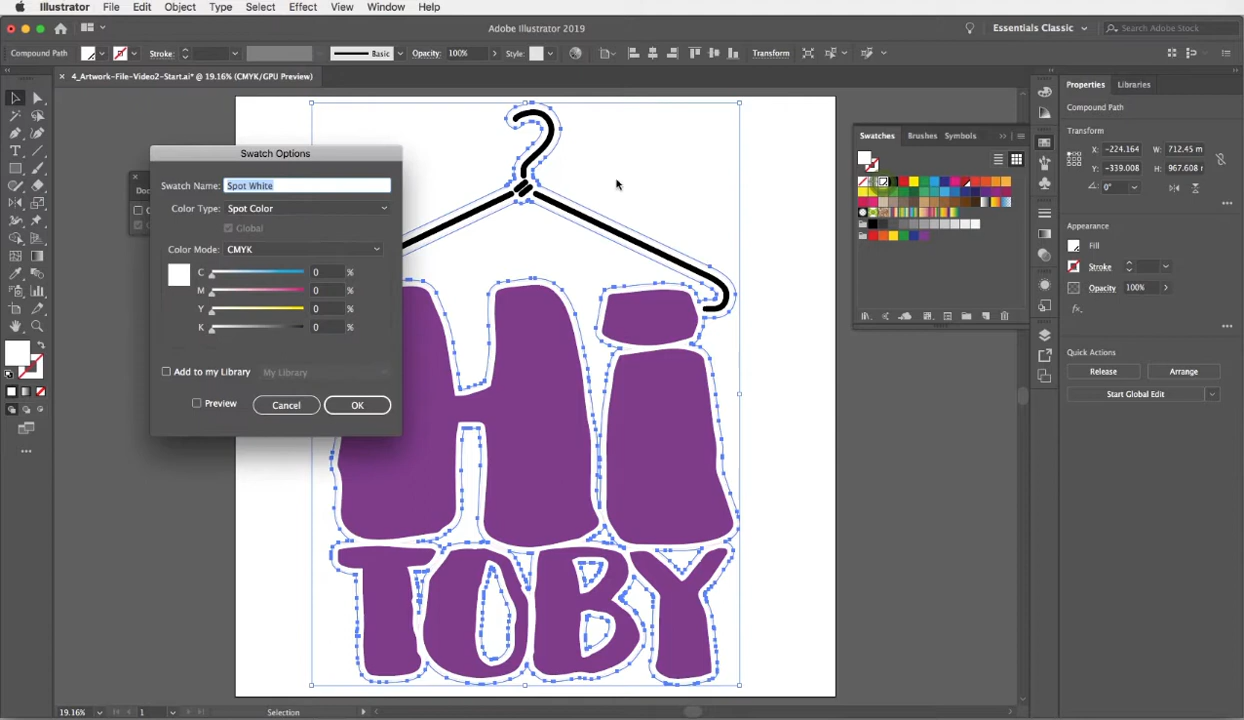 Illustrator File Edit Object Type Select Effect View Window Help
Adobe Illustrator 2019
Essentials Classic
Search Adobe Stock
Compound Path
Stroke:
Basic
Opacity: 100%
Style:
Transform
4_Artwork-File-Video2-Start.ai* @ 19.16% (CMYK/GPU Preview)
Properties Libraries
Compound Path
Transform
X: -224.164 W: 712.45 m
Y: -339.008 H: 967.608 r
0°
Appearance
Fill
Stroke
Opacity 100%
Quick Actions
Release Arrange
Start Global Edit
Swatches Brushes Symbols
Swatch Options
Swatch Name: Spot White
Color Type: Spot Color
Global
Color Mode: CMYK
C 0 %
M 0 %
Y 0 %
K 0 %
Add to my Library My Library
Preview Cancel OK
Doc
Hi
TOBY
19.16% 1 Selection